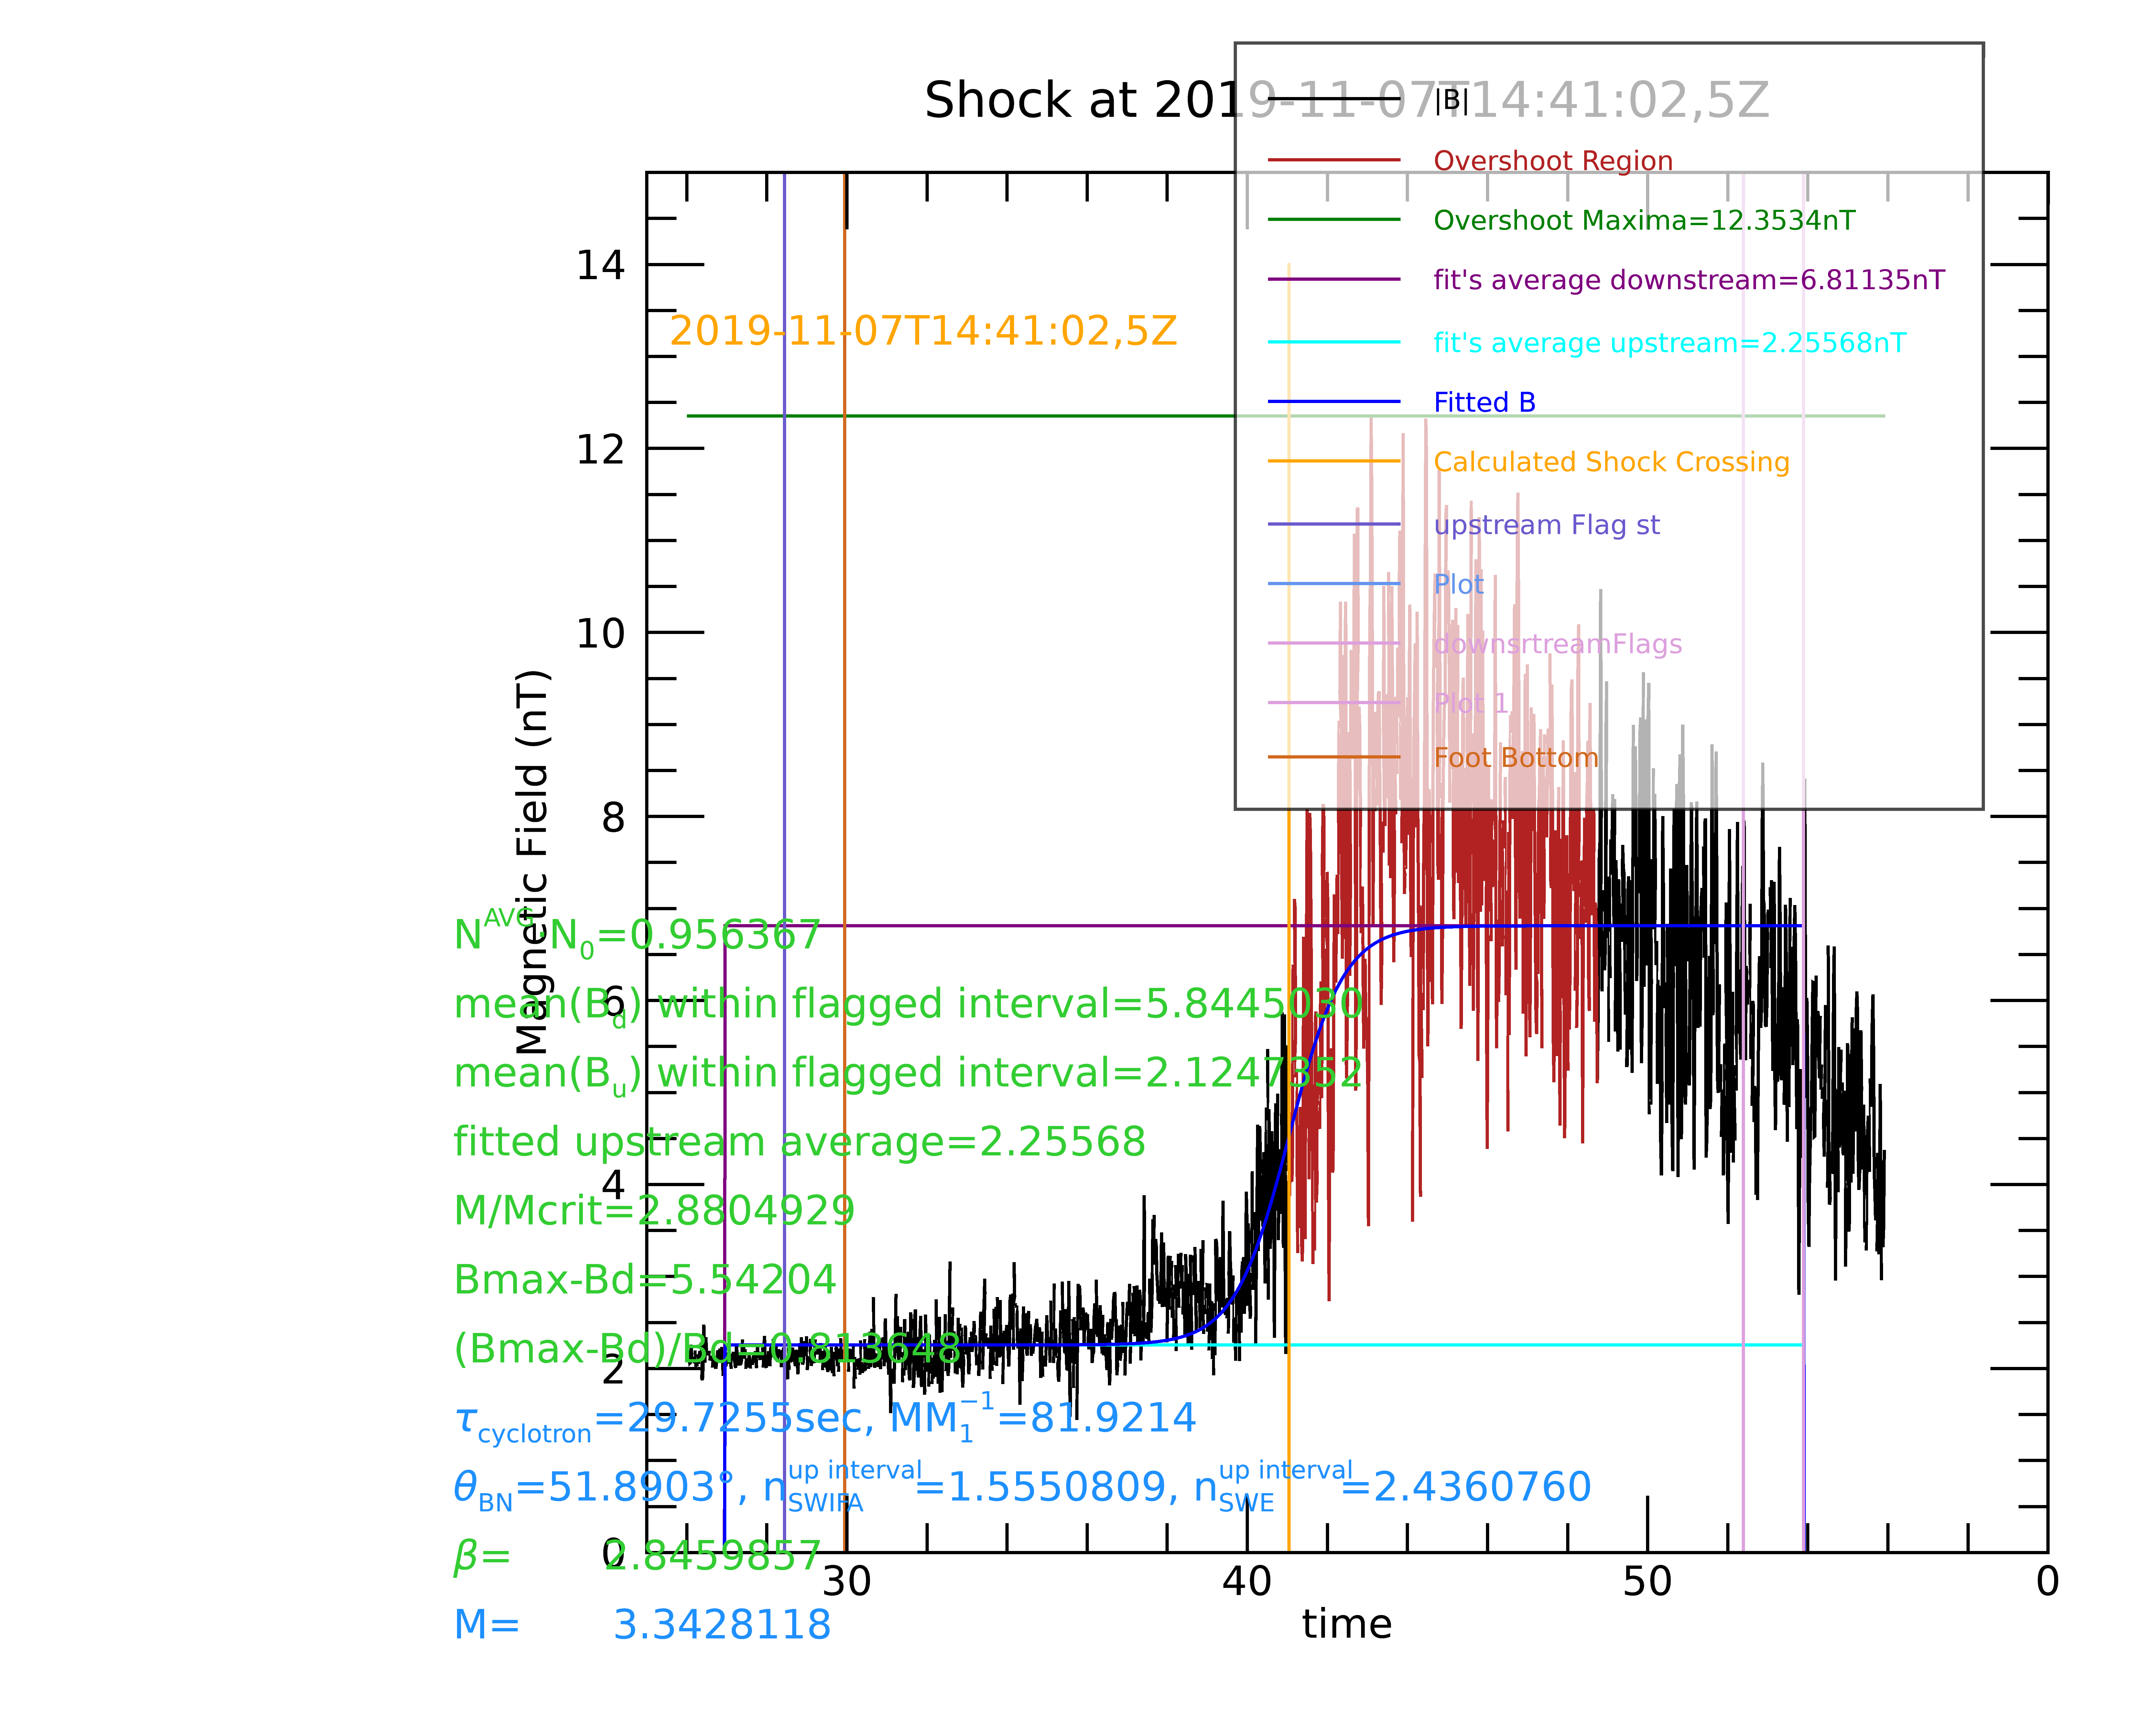 Shock at 2019-11-07T14:41:02,5Z
|B|
Overshoot Region
Overshoot Maxima=12.3534nT
fit's average downstream=6.81135nT
fit's average upstream=2.25568nT
Fitted B
Calculated Shock Crossing
upstream Flag st
Plot
downsrtreamFlags
Plot 1
Foot Bottom
2019-11-07T14:41:02,5Z
Magnetic Field (nT)
14
12
10
8
6
4
2
0
N^AVG·N_0=0.956367
mean(B_d) within flagged interval=5.8445030
mean(B_u) within flagged interval=2.1247352
fitted upstream average=2.25568
M/Mcrit=2.8804929
Bmax-Bd=5.54204
(Bmax-Bd)/Bd=0.813648
τ_cyclotron=29.7255sec, MM_1^−1=81.9214
θ_BN=51.8903°, n_SWIFA^up interval=1.5550809, n_SWE^up interval=2.4360760
β= 2.8459857
M= 3.3428118
30 40 50 0
time